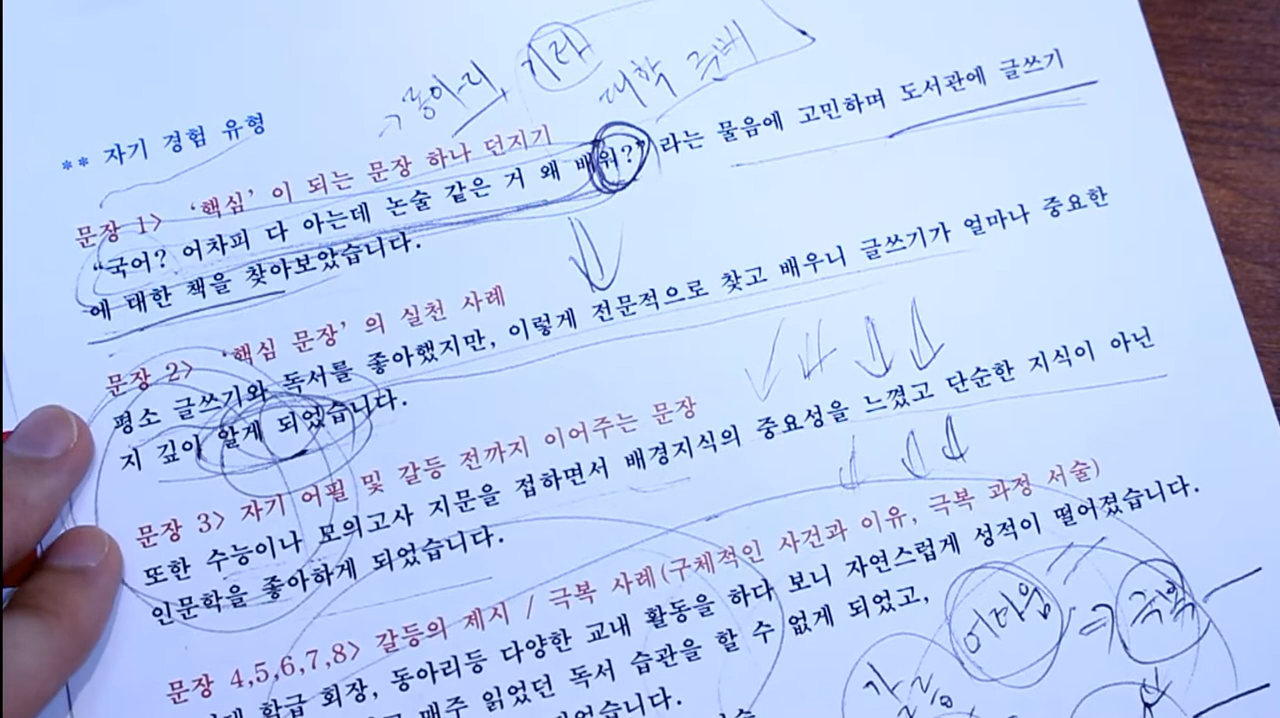 → 동아리, 기타
대학 주변
** 자기 경험 유형
문장 1> ‘핵심’이 되는 문장 하나 던지기
“국어? 어차피 다 아는데 논술 같은 거 왜 배워?” 라는 물음에 고민하며 도서관에 글쓰기
에 대한 책을 찾아보았습니다.
문장 2> ‘핵심 문장’의 실천 사례
평소 글쓰기와 독서를 좋아했지만, 이렇게 전문적으로 찾고 배우니 글쓰기가 얼마나 중요한
지 깊이 알게 되었습니다.
문장 3> 자기 어필 및 갈등 전까지 이어주는 문장
또한 수능이나 모의고사 지문을 접하면서 배경지식의 중요성을 느꼈고 단순한 지식이 아닌
인문학을 좋아하게 되었습니다.
문장 4,5,6,7,8> 갈등의 제시 / 극복 사례(구체적인 사건과 이유, 극복 과정 서술)
학급 회장, 동아리등 다양한 교내 활동을 하다 보니 자연스럽게 성적이 떨어졌습니다.
매주 읽었던 독서 습관을 할 수 없게 되었고,
었습니다.